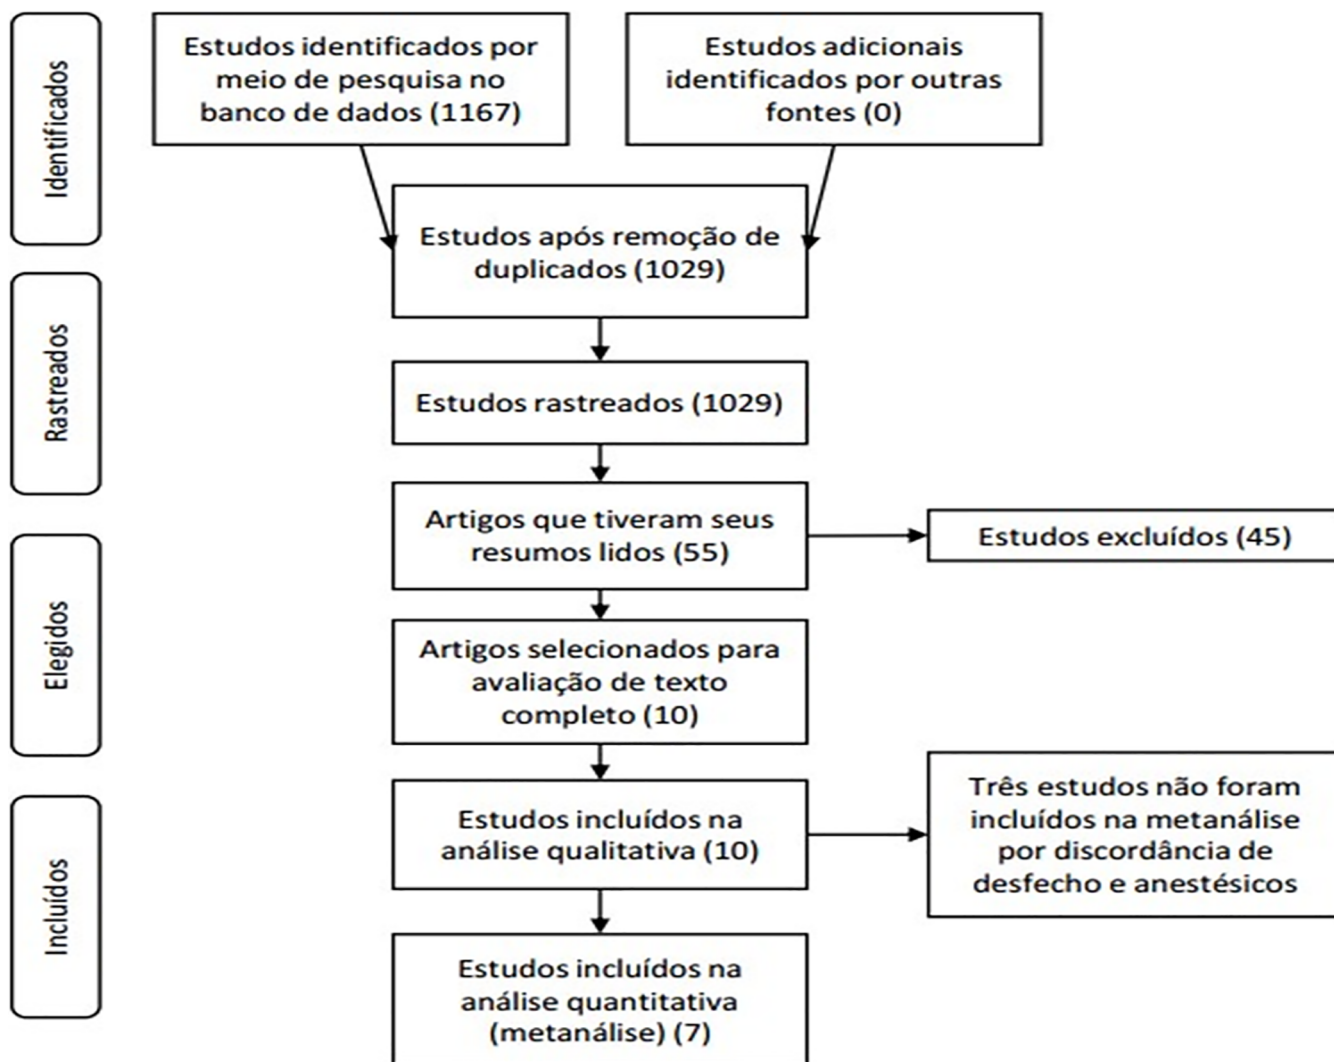 Identificados
Estudos identificados por
meio de pesquisa no
banco de dados (1167)
Estudos adicionais
identificados por outras
fontes (0)
Estudos após remoção de
duplicados (1029)
Rastreados
Estudos rastreados (1029)
Artigos que tiveram seus
resumos lidos (55)
Estudos excluídos (45)
Elegidos
Artigos selecionados para
avaliação de texto
completo (10)
Incluídos
Estudos incluídos na
análise qualitativa (10)
Três estudos não foram
incluídos na metanálise
por discordância de
desfecho e anestésicos
Estudos incluídos na
análise quantitativa
(metanálise) (7)